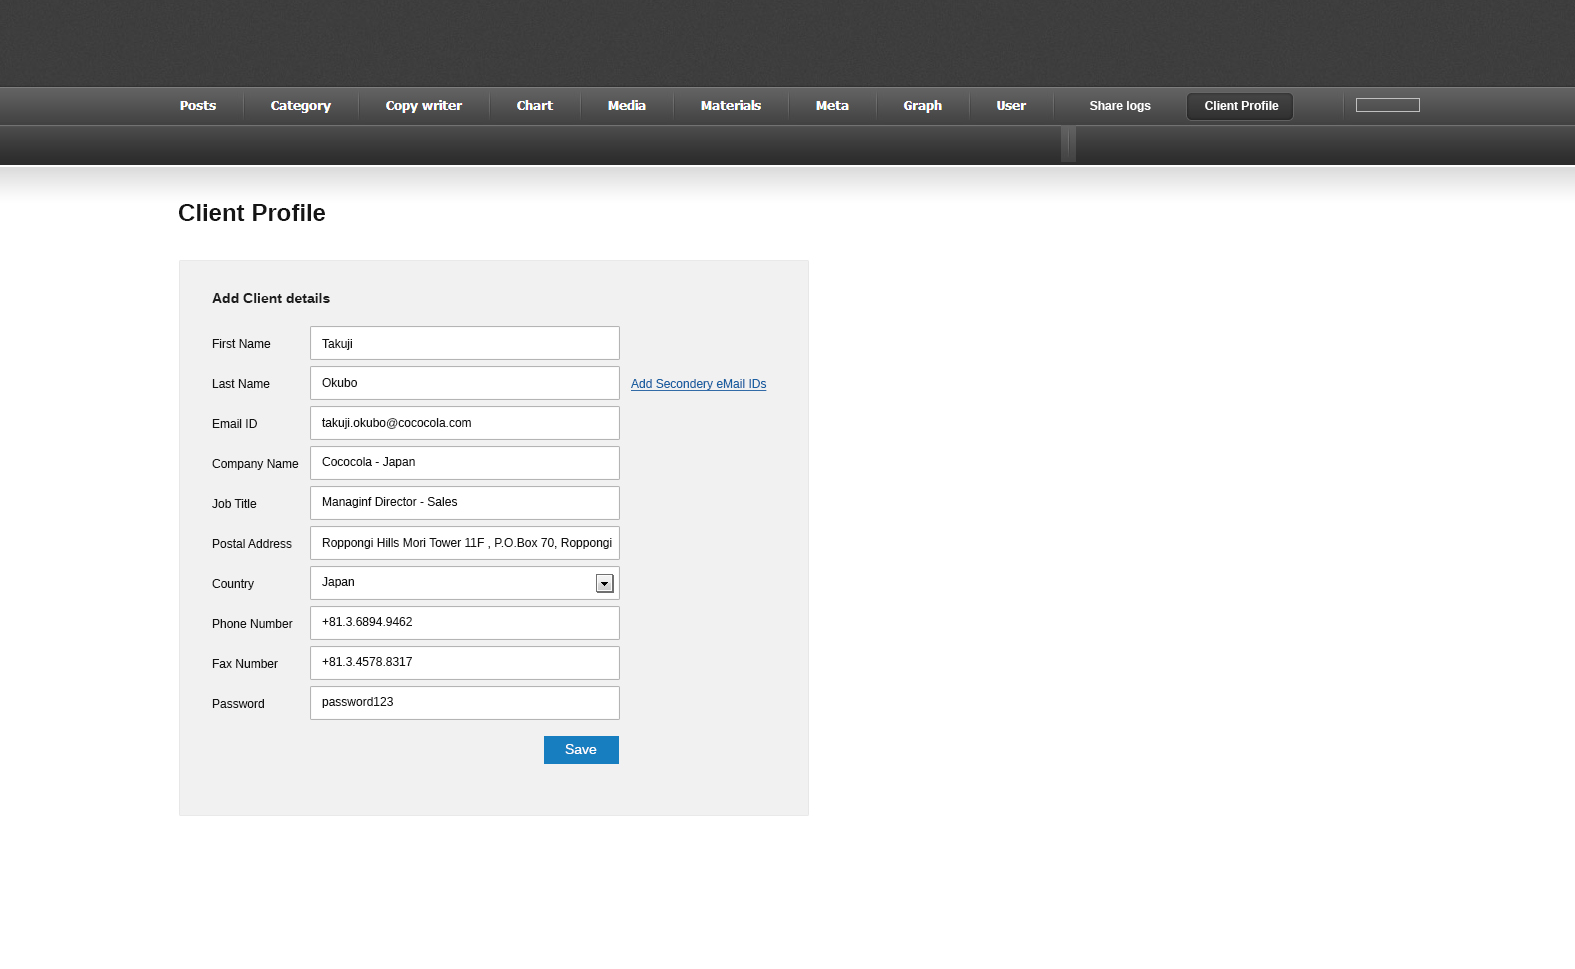 Posts Category Copy writer Chart Media Materials Meta Graph User Share logs Client Profile
Client Profile
Add Client details
First Name Takuji
Last Name Okubo Add Secondery eMail IDs
Email ID takuji.okubo@cococola.com
Company Name Cococola - Japan
Job Title Managinf Director - Sales
Postal Address Roppongi Hills Mori Tower 11F , P.O.Box 70, Roppongi
Country Japan
Phone Number +81.3.6894.9462
Fax Number +81.3.4578.8317
Password password123
Save